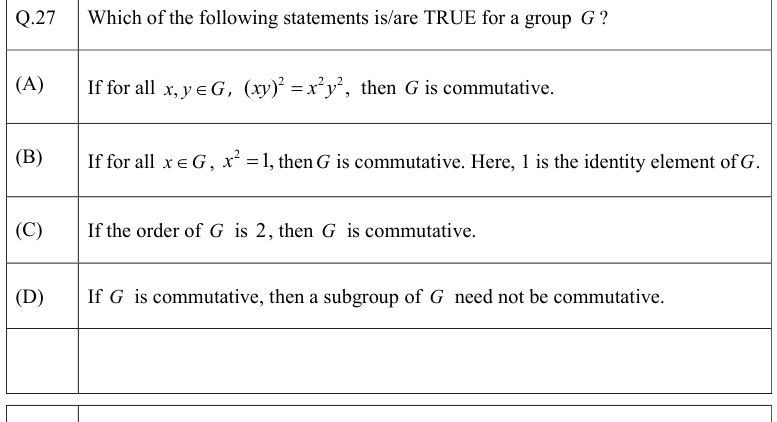 Q.27 Which of the following statements is/are TRUE for a group G ?
(A) If for all x, y ∈ G, (xy)² = x²y², then G is commutative.
(B) If for all x ∈ G, x² = 1, then G is commutative. Here, 1 is the identity element of G.
(C) If the order of G is 2, then G is commutative.
(D) If G is commutative, then a subgroup of G need not be commutative.